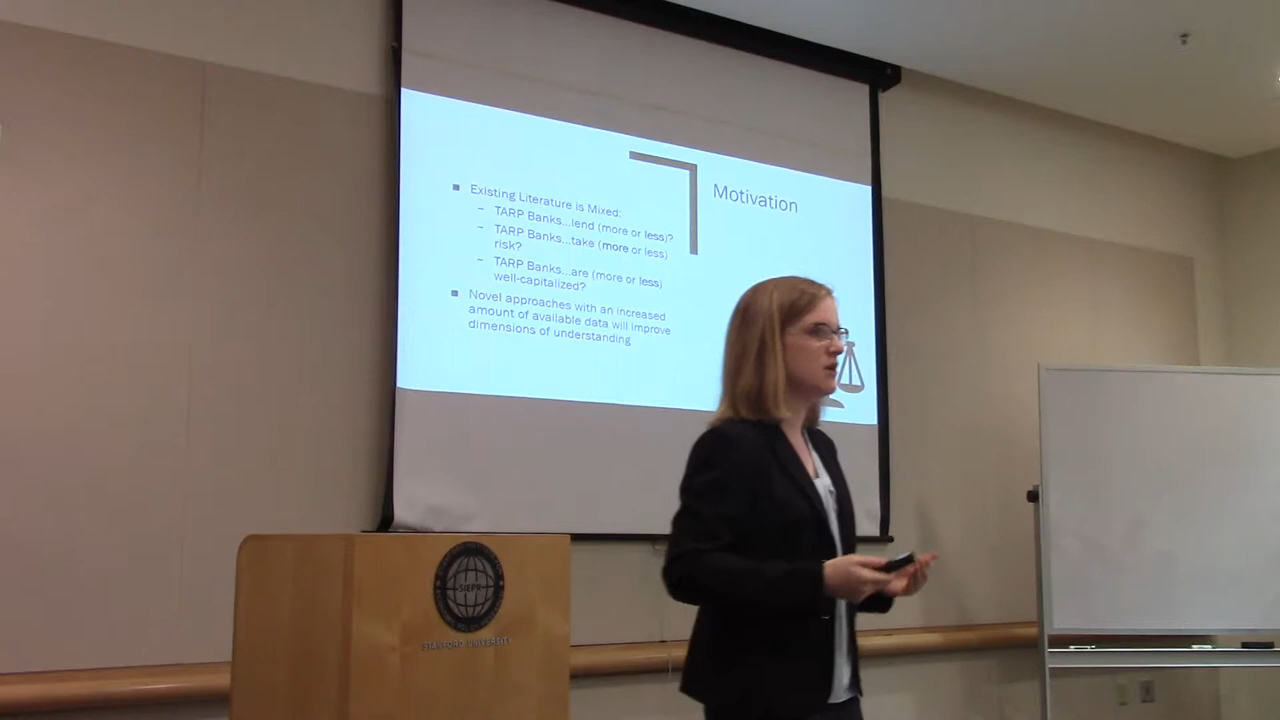 Motivation
■ Existing Literature is Mixed:
– TARP Banks...lend (more or less)?
– TARP Banks...take (more or less)
risk?
– TARP Banks...are (more or less)
well-capitalized?
■ Novel approaches with an increased
amount of available data will improve
dimensions of understanding
SIEPR
STANFORD UNIVERSITY